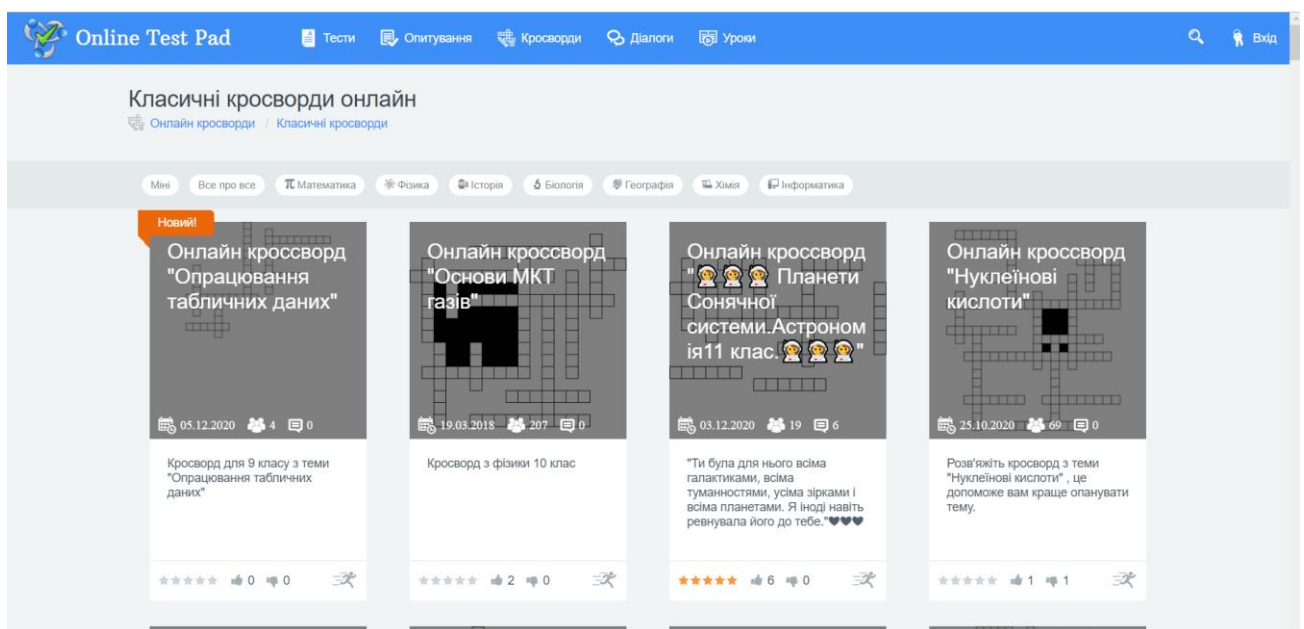 Online Test Pad Тести Опитування Кросворди Діалоги Уроки Вхід
Класичні кросворди онлайн
Онлайн кросворди / Класичні кросворди
Міні Все про все Математика Фізика Історія Біологія Географія Хімія Інформатика
Новий!
Онлайн кроссворд
"Опрацювання
табличних даних"
05.12.2020 4 0
Кросворд для 9 класу з теми
"Опрацювання табличних
даних"
0 0
Онлайн кроссворд
"Основи МКТ
газів"
19.03.2018 207 0
Кросворд з фізики 10 клас
2 0
Онлайн кроссворд
"👩‍🚀👩‍🚀👩‍🚀 Планети
Сонячної
системи.Астроном
ія11 клас.👩‍🚀👩‍🚀👩‍🚀"
03.12.2020 19 6
"Ти була для нього всіма
галактиками, всіма
туманностями, усіма зірками і
всіма планетами. Я іноді навіть
ревнувала його до тебе."🖤🖤🖤
6 0
Онлайн кроссворд
"Нуклеїнові
кислоти"
25.10.2020 69 0
Розв'яжіть кросворд з теми
"Нуклеїнові кислоти" , це
допоможе вам краще опанувати
тему.
1 1